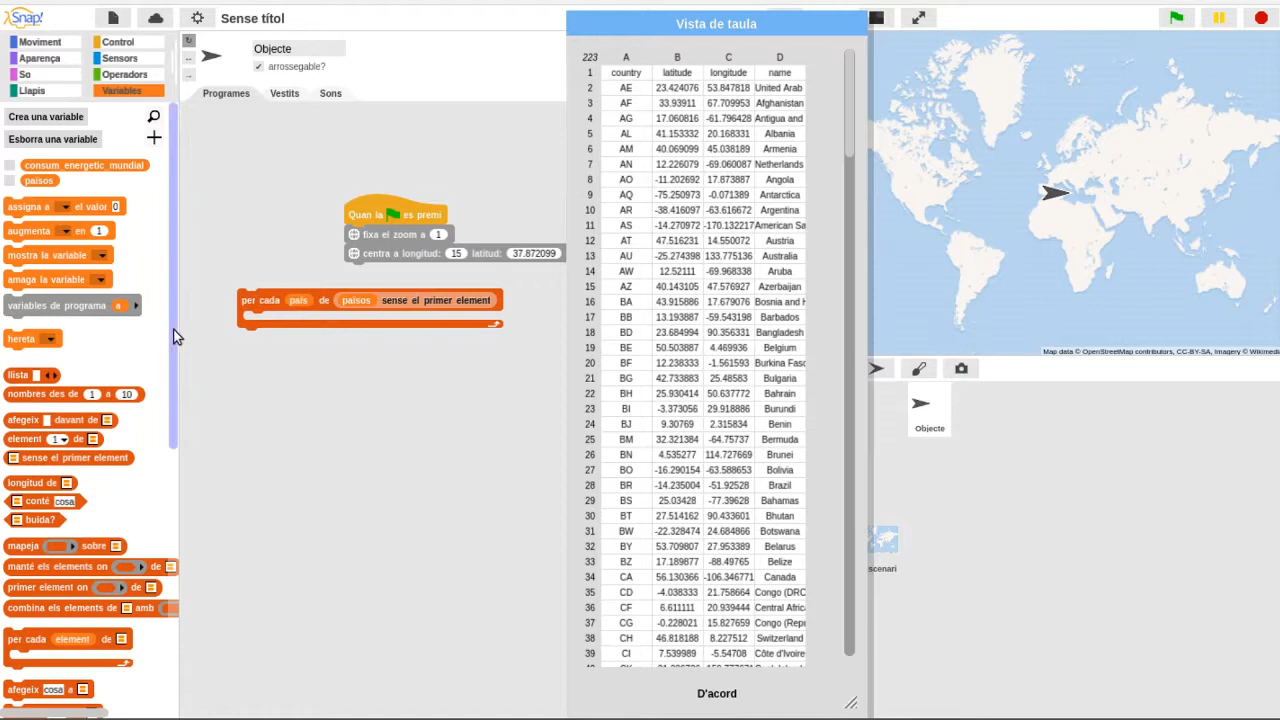 Snap!
Sense títol
Moviment
Control
Aparença
Sensors
So
Operadors
Llapis
Variables
Crea una variable
Esborra una variable
consum energetic mundial
països
assigna a el valor 0
augmenta en 1
mostra la variable
amaga la variable
variables de programa a
hereta
llista
nombres des de 1 a 10
afegeix davant de
element 1 de
sense el primer element
longitud de
conté cosa
buida?
mapeja sobre
manté els elements on de
primer element on de
combina els elements de amb
per cada element de
afegeix cosa a
Objecte
arrossegable?
Programes Vestits Sons
Quan la es premi
fixa el zoom a 1
centra a longitud: 15 latitud: 37.872099
per cada país de països sense el primer element
Vista de taula
223 A B C D
1 country latitude longitude name
2 AE 23.424076 53.847818 United Arab
3 AF 33.93911 67.709953 Afghanistan
4 AG 17.060816 -61.796428 Antigua and
5 AL 41.153332 20.168331 Albania
6 AM 40.069099 45.038189 Armenia
7 AN 12.226079 -69.060087 Netherlands
8 AO -11.202692 17.873887 Angola
9 AQ -75.250973 -0.071389 Antarctica
10 AR -38.416097 -63.616672 Argentina
11 AS -14.270972 -170.132217 American Sa
12 AT 47.516231 14.550072 Austria
13 AU -25.274398 133.775136 Australia
14 AW 12.52111 -69.968338 Aruba
15 AZ 40.143105 47.576927 Azerbaijan
16 BA 43.915886 17.679076 Bosnia and H
17 BB 13.193887 -59.543198 Barbados
18 BD 23.684994 90.356331 Bangladesh
19 BE 50.503887 4.469936 Belgium
20 BF 12.238333 -1.561593 Burkina Fasc
21 BG 42.733883 25.48583 Bulgaria
22 BH 25.930414 50.637772 Bahrain
23 BI -3.373056 29.918886 Burundi
24 BJ 9.30769 2.315834 Benin
25 BM 32.321384 -64.75737 Bermuda
26 BN 4.535277 114.727669 Brunei
27 BO -16.290154 -63.588653 Bolivia
28 BR -14.235004 -51.92528 Brazil
29 BS 25.03428 -77.39628 Bahamas
30 BT 27.514162 90.433601 Bhutan
31 BW -22.328474 24.684866 Botswana
32 BY 53.709807 27.953389 Belarus
33 BZ 17.189877 -88.49765 Belize
34 CA 56.130366 -106.346771 Canada
35 CD -4.038333 21.758664 Congo (DRC
36 CF 6.611111 20.939444 Central Afric
37 CG -0.228021 15.827659 Congo (Repu
38 CH 46.818188 8.227512 Switzerland
39 CI 7.539989 -5.54708 Côte d'Ivoire
D'acord
Map data © OpenStreetMap contributors, CC-BY-SA, Imagery © Wikimedi
Objecte
scenari